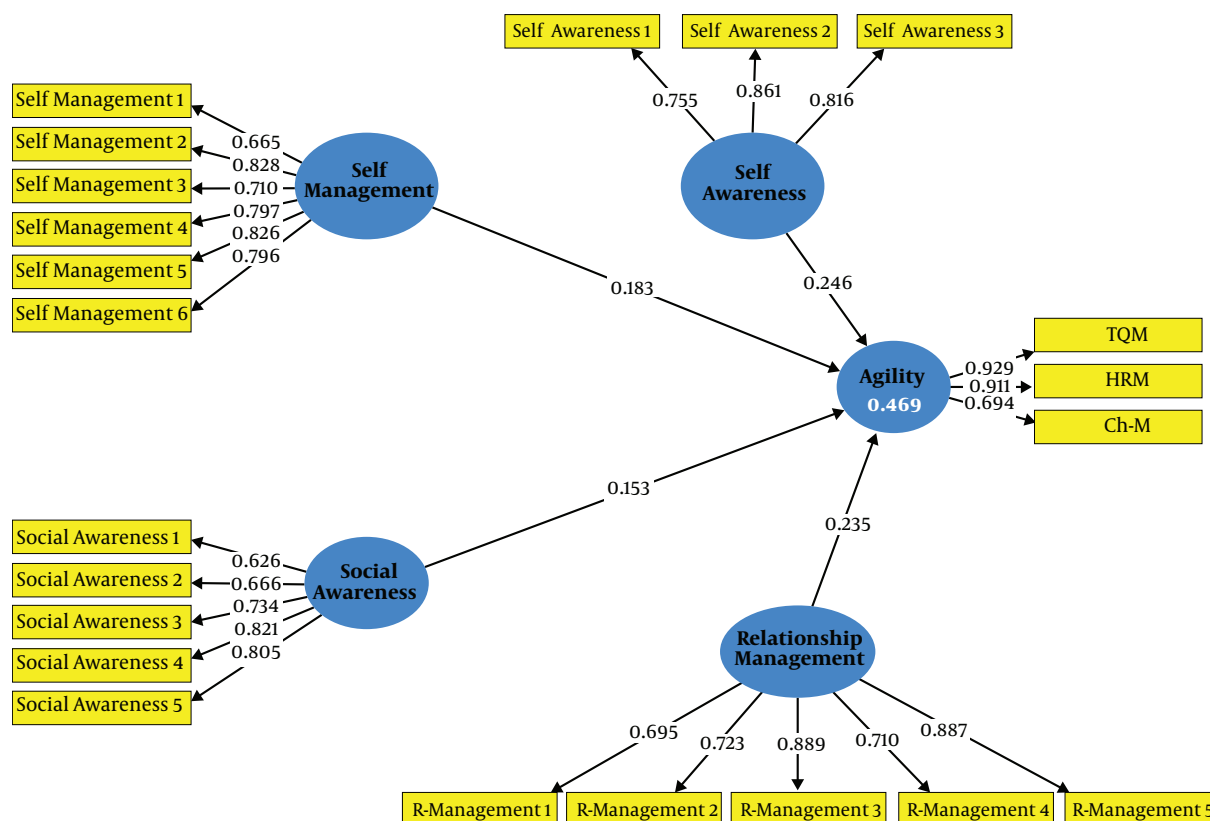 Self Awareness 1
Self Awareness 2
Self Awareness 3
0.755
0.861
0.816
Self
Awareness
Self Management 1
Self Management 2
Self Management 3
Self Management 4
Self Management 5
Self Management 6
0.665
0.828
0.710
0.797
0.826
0.796
Self
Management
0.183
0.246
Agility
0.469
0.929
0.911
0.694
TQM
HRM
Ch-M
0.153
0.235
Social Awareness 1
Social Awareness 2
Social Awareness 3
Social Awareness 4
Social Awareness 5
0.626
0.666
0.734
0.821
0.805
Social
Awareness
Relationship
Management
0.695
0.723
0.889
0.710
0.887
R-Management 1
R-Management 2
R-Management 3
R-Management 4
R-Management 5